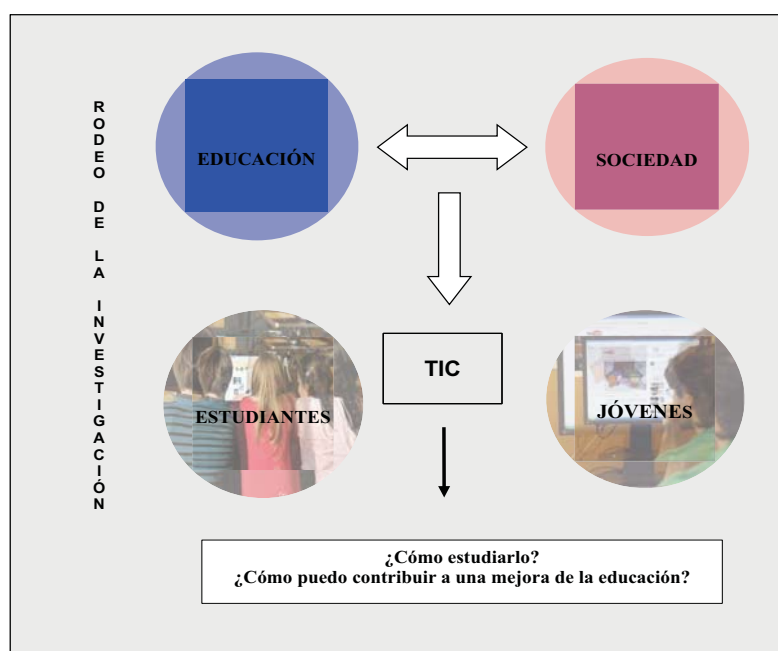 RODEO DE LA INVESTIGACIÓN
EDUCACIÓN
SOCIEDAD
TIC
ESTUDIANTES
JÓVENES
¿Cómo estudiarlo?
¿Cómo puedo contribuir a una mejora de la educación?